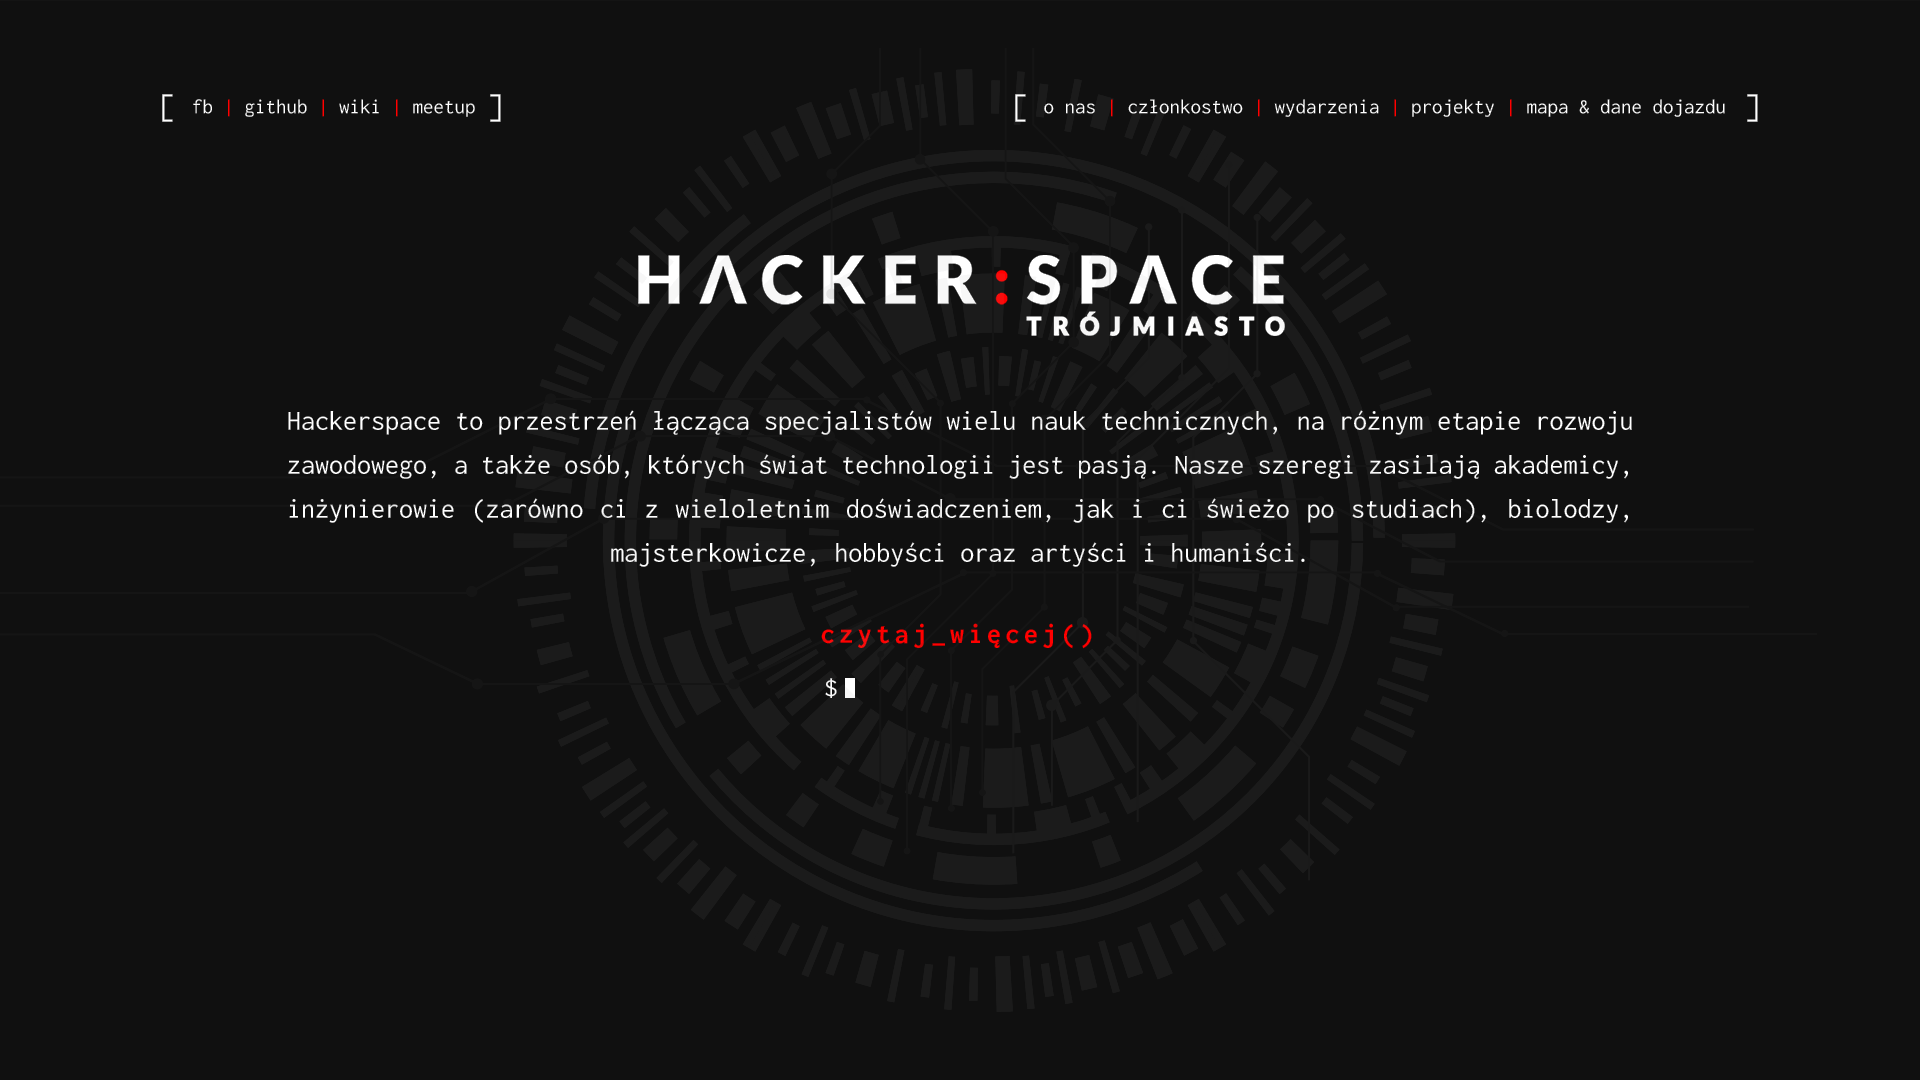 [ fb | github | wiki | meetup ]
[ o nas | członkostwo | wydarzenia | projekty | mapa & dane dojazdu ]
HACKER:SPACE
TRÓJMIASTO
Hackerspace to przestrzeń łącząca specjalistów wielu nauk technicznych, na różnym etapie rozwoju
zawodowego, a także osób, których świat technologii jest pasją. Nasze szeregi zasilają akademicy,
inżynierowie (zarówno ci z wieloletnim doświadczeniem, jak i ci świeżo po studiach), biolodzy,
majsterkowicze, hobbyści oraz artyści i humaniści.
czytaj_więcej()
$